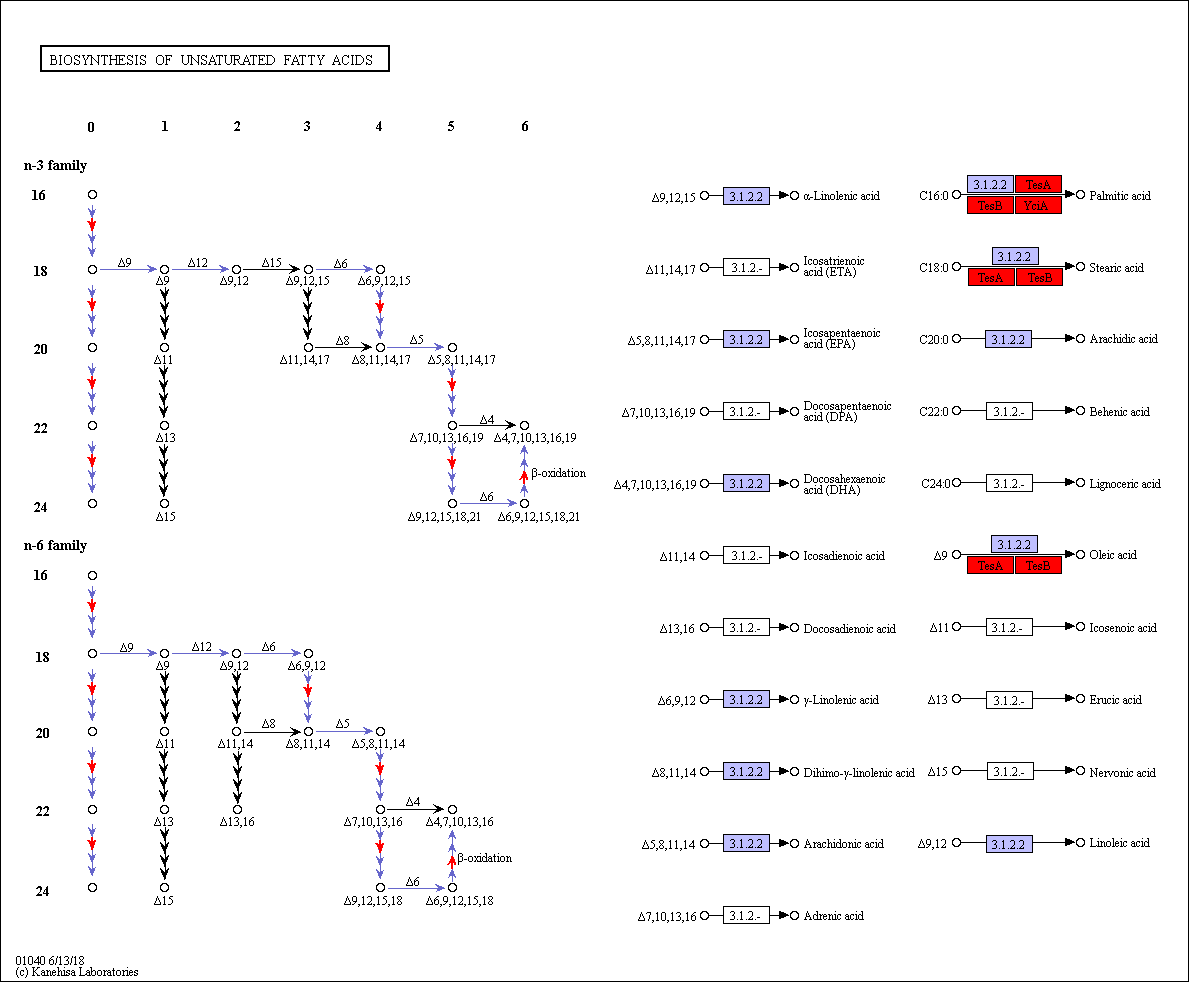 BIOSYNTHESIS OF UNSATURATED FATTY ACIDS
0 1 2 3 4 5 6
n-3 family
16
18
Δ9 Δ12 Δ15 Δ6
Δ9 Δ9,12 Δ9,12,15 Δ6,9,12,15
20
Δ8 Δ5
Δ11 Δ11,14,17 Δ8,11,14,17 Δ5,8,11,14,17
22
Δ4
Δ13 Δ7,10,13,16,19 Δ4,7,10,13,16,19
β-oxidation
24
Δ6
Δ15 Δ9,12,15,18,21 Δ6,9,12,15,18,21
n-6 family
16
18
Δ9 Δ12 Δ6
Δ9 Δ9,12 Δ6,9,12
20
Δ8 Δ5
Δ11 Δ11,14 Δ8,11,14 Δ5,8,11,14
22
Δ4
Δ13 Δ13,16 Δ7,10,13,16 Δ4,7,10,13,16
β-oxidation
24
Δ6
Δ15 Δ9,12,15,18 Δ6,9,12,15,18
Δ9,12,15 3.1.2.2 α-Linolenic acid
Δ11,14,17 3.1.2.- Icosatrienoic
acid (ETA)
Δ5,8,11,14,17 3.1.2.2 Icosapentaenoic
acid (EPA)
Δ7,10,13,16,19 3.1.2.- Docosapentaenoic
acid (DPA)
Δ4,7,10,13,16,19 3.1.2.2 Docosahexaenoic
acid (DHA)
Δ11,14 3.1.2.- Icosadienoic acid
Δ13,16 3.1.2.- Docosadienoic acid
Δ6,9,12 3.1.2.2 γ-Linolenic acid
Δ8,11,14 3.1.2.2 Dihimo-γ-linolenic acid
Δ5,8,11,14 3.1.2.2 Arachidonic acid
Δ7,10,13,16 3.1.2.- Adrenic acid
3.1.2.2 TesA
C16:0 Palmitic acid
TesB YciA
3.1.2.2
C18:0 Stearic acid
TesA TesB
C20:0 3.1.2.2 Arachidic acid
C22:0 3.1.2.- Behenic acid
C24:0 3.1.2.- Lignoceric acid
3.1.2.2
Δ9 Oleic acid
TesA TesB
Δ11 3.1.2.- Icosenoic acid
Δ13 3.1.2.- Erucic acid
Δ15 3.1.2.- Nervonic acid
Δ9,12 3.1.2.2 Linoleic acid
01040 6/13/18
(c) Kanehisa Laboratories